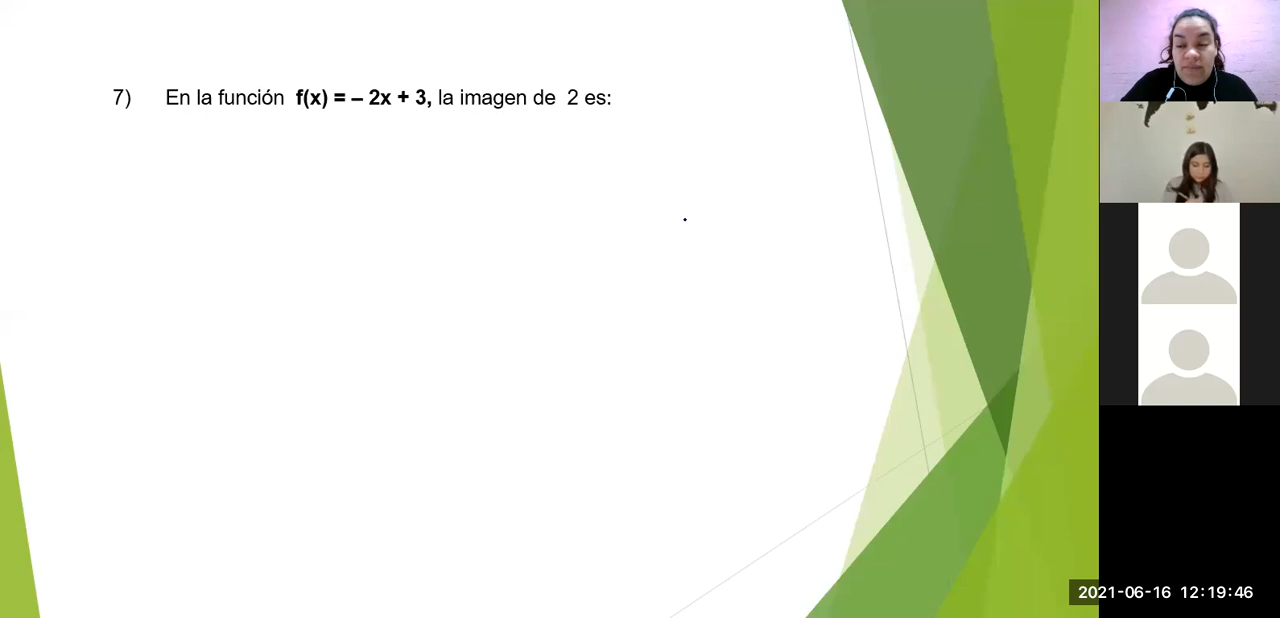 7) En la función f(x) = – 2x + 3, la imagen de 2 es:
2021-06-16 12:19:46